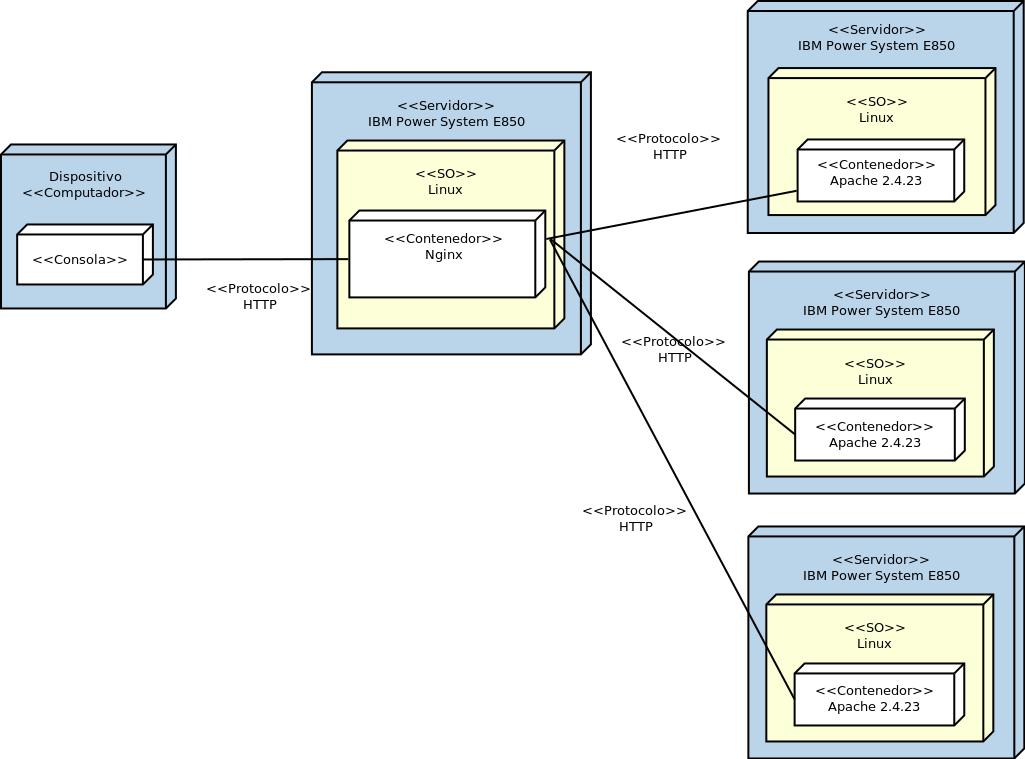 Dispositivo
<<Computador>>
<<Consola>>
<<Protocolo>>
HTTP
<<Servidor>>
IBM Power System E850
<<SO>>
Linux
<<Contenedor>>
Nginx
<<Protocolo>>
HTTP
<<Protocolo>>
HTTP
<<Protocolo>>
HTTP
<<Servidor>>
IBM Power System E850
<<SO>>
Linux
<<Contenedor>>
Apache 2.4.23
<<Servidor>>
IBM Power System E850
<<SO>>
Linux
<<Contenedor>>
Apache 2.4.23
<<Servidor>>
IBM Power System E850
<<SO>>
Linux
<<Contenedor>>
Apache 2.4.23